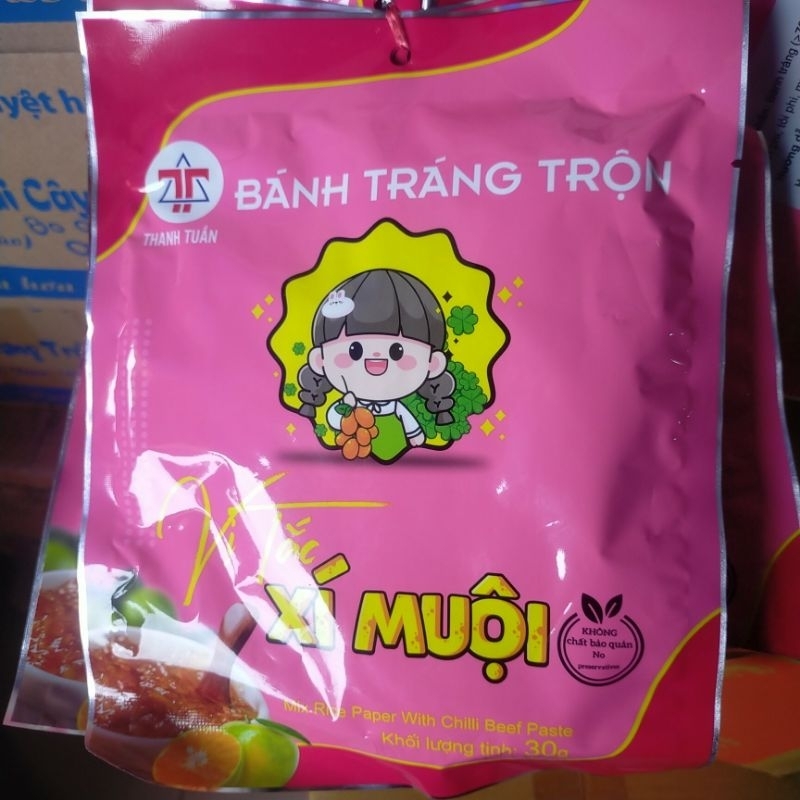 BÁNH TRÁNG TRỘN
THANH TUẤN
Vị Tắc
XÍ MUỘI
KHÔNG
chất bảo quản
No
preservatives
Mix Rice Paper With Chilli Beef Paste
Khối lượng tịnh: 30g